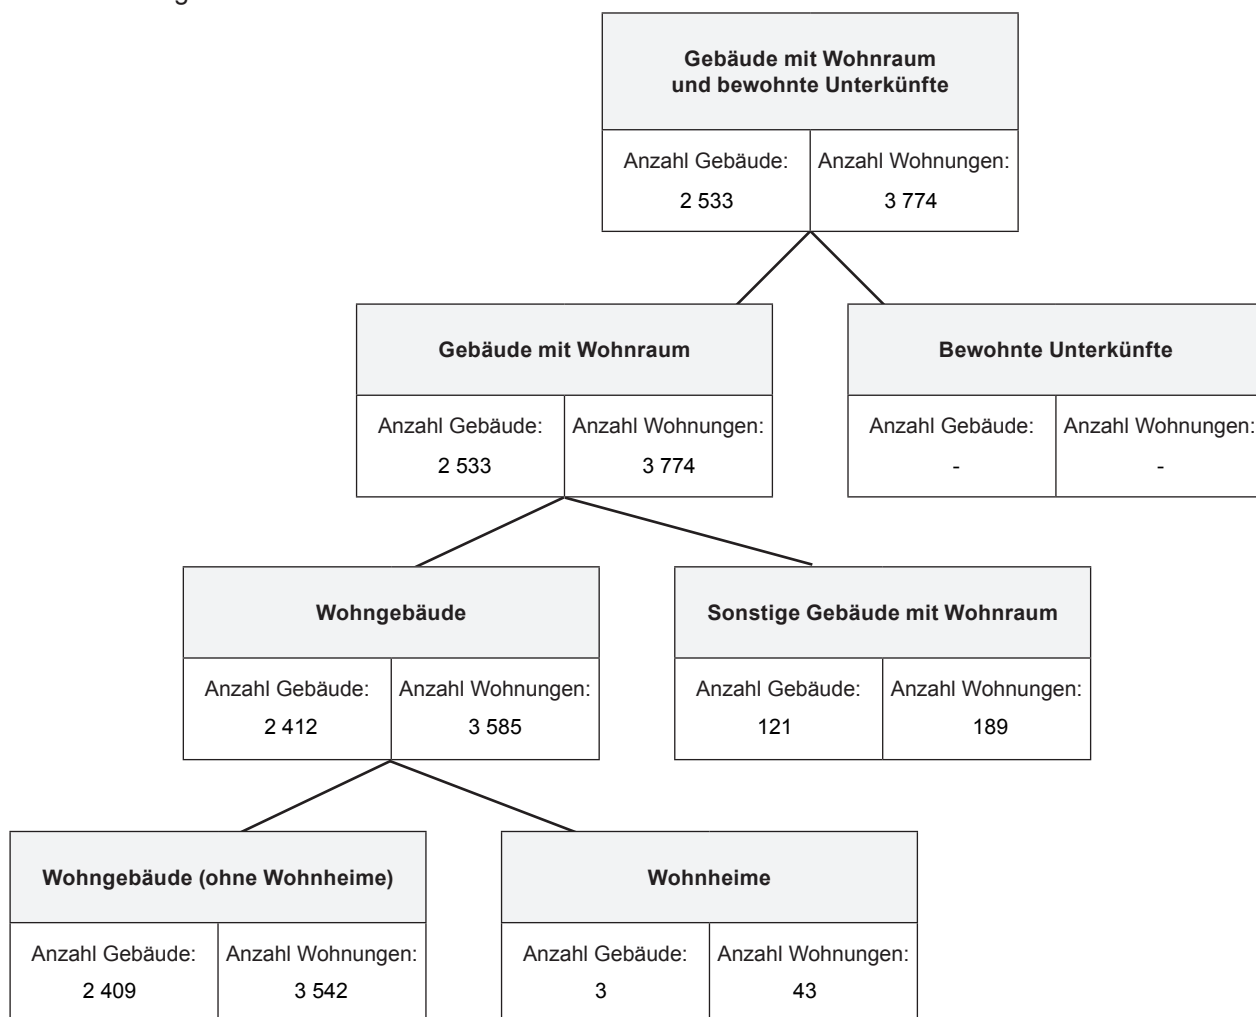 Gebäude mit Wohnraum
und bewohnte Unterkünfte
Anzahl Gebäude:
2 533
Anzahl Wohnungen:
3 774
Gebäude mit Wohnraum
Anzahl Gebäude:
2 533
Anzahl Wohnungen:
3 774
Bewohnte Unterkünfte
Anzahl Gebäude:
-
Anzahl Wohnungen:
-
Wohngebäude
Anzahl Gebäude:
2 412
Anzahl Wohnungen:
3 585
Sonstige Gebäude mit Wohnraum
Anzahl Gebäude:
121
Anzahl Wohnungen:
189
Wohngebäude (ohne Wohnheime)
Anzahl Gebäude:
2 409
Anzahl Wohnungen:
3 542
Wohnheime
Anzahl Gebäude:
3
Anzahl Wohnungen:
43